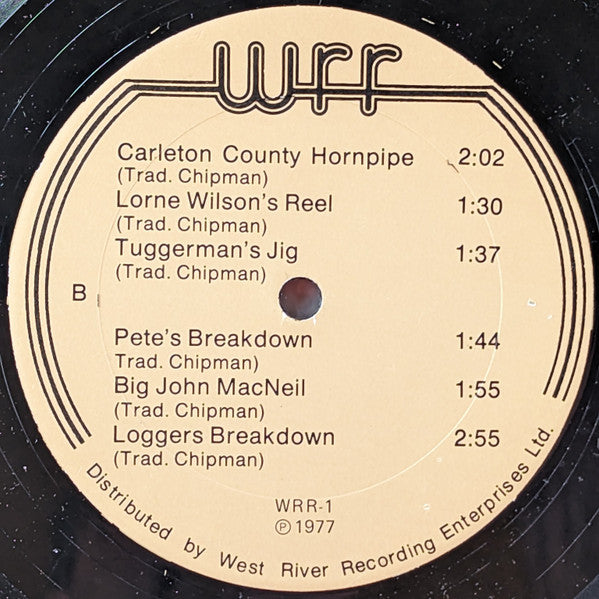 wrr
Carleton County Hornpipe 2:02
(Trad. Chipman)
Lorne Wilson's Reel 1:30
(Trad. Chipman)
Tuggerman's Jig 1:37
(Trad. Chipman)
B
Pete's Breakdown 1:44
Trad. Chipman)
Big John MacNeil 1:55
(Trad. Chipman)
Loggers Breakdown 2:55
(Trad. Chipman)
WRR-1
℗ 1977
Distributed by West River Recording Enterprises Ltd.